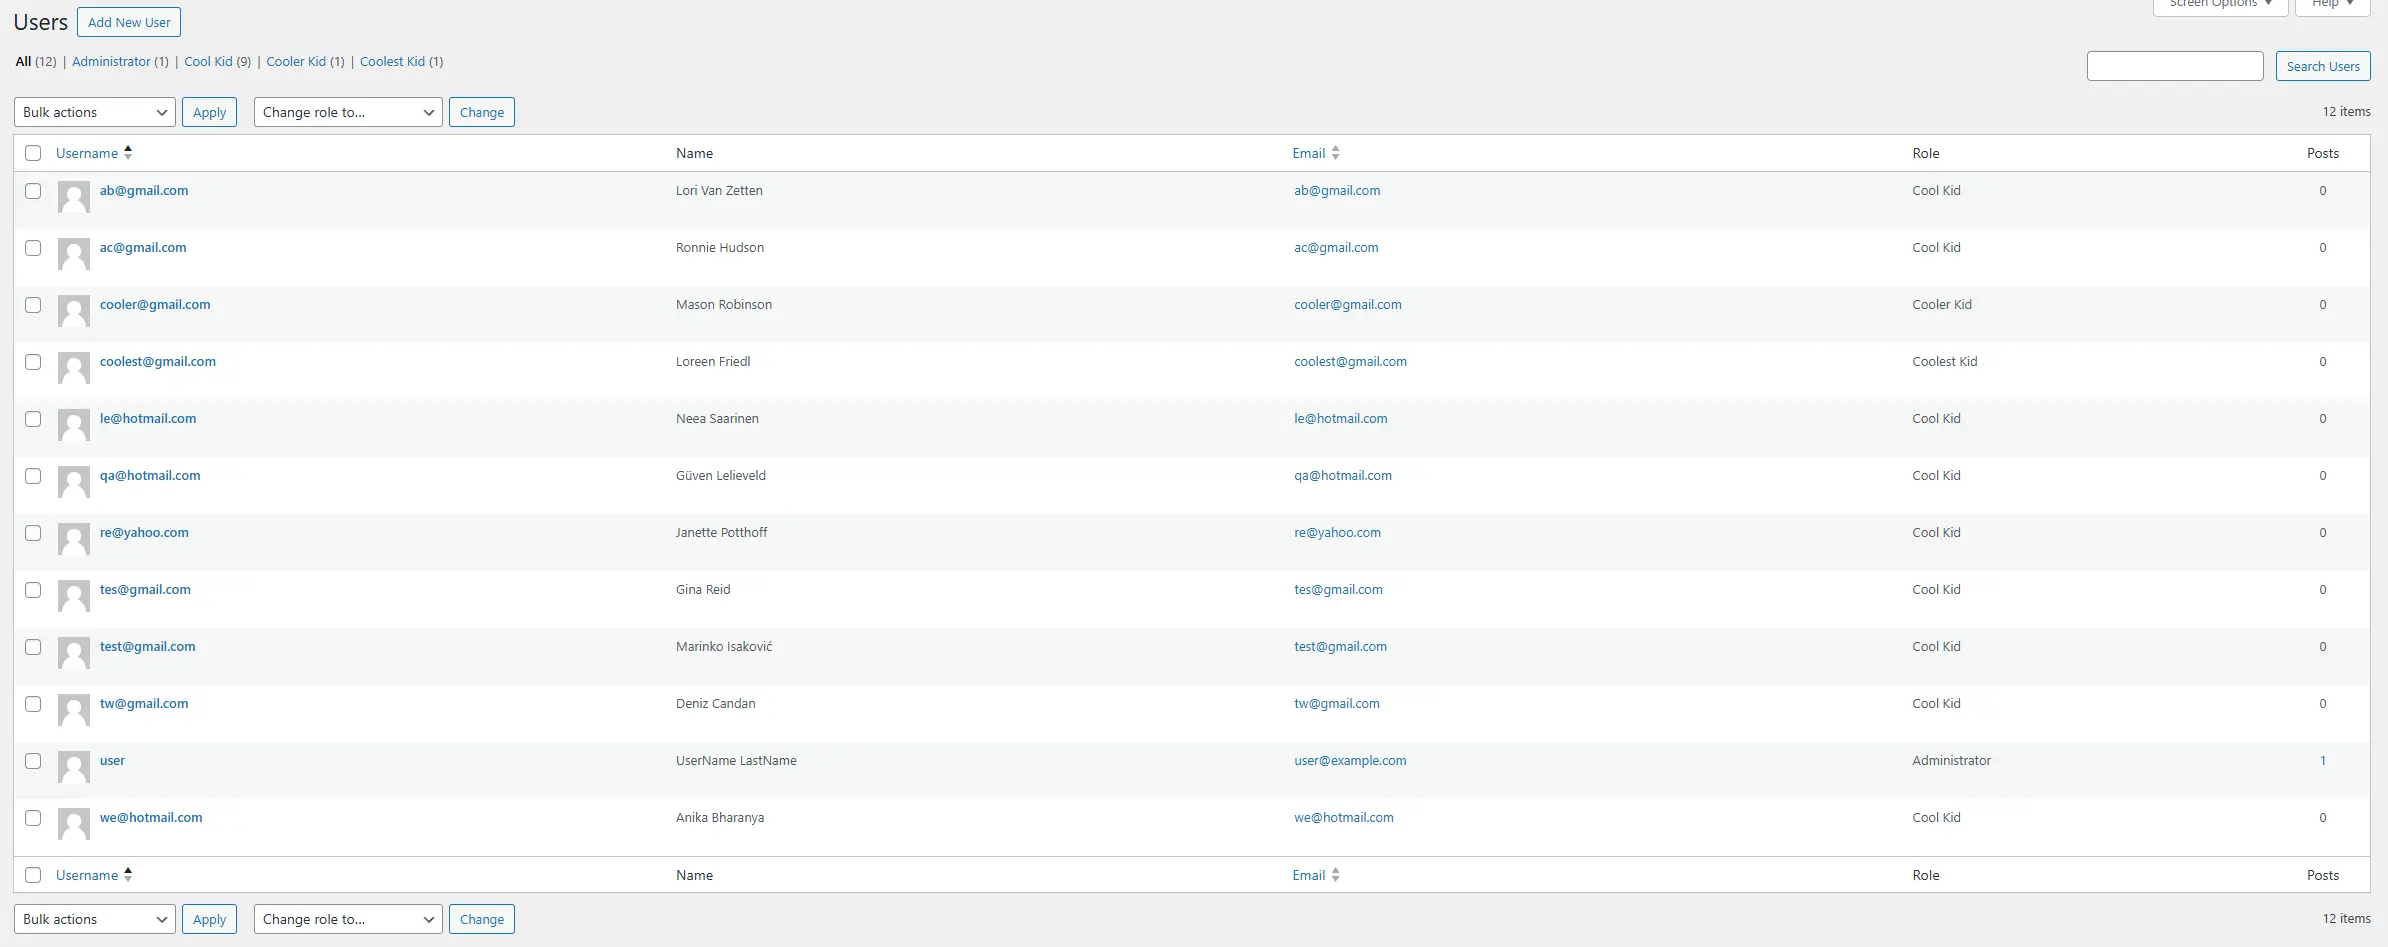 Users Add New User Screen Options ▼ Help ▼
All (12) | Administrator (1) | Cool Kid (9) | Cooler Kid (1) | Coolest Kid (1) Search Users
Bulk actions Apply Change role to... Change 12 items
Username Name Email Role Posts
ab@gmail.com Lori Van Zetten ab@gmail.com Cool Kid 0
ac@gmail.com Ronnie Hudson ac@gmail.com Cool Kid 0
cooler@gmail.com Mason Robinson cooler@gmail.com Cooler Kid 0
coolest@gmail.com Loreen Friedl coolest@gmail.com Coolest Kid 0
le@hotmail.com Neea Saarinen le@hotmail.com Cool Kid 0
qa@hotmail.com Güven Lelieveld qa@hotmail.com Cool Kid 0
re@yahoo.com Janette Potthoff re@yahoo.com Cool Kid 0
tes@gmail.com Gina Reid tes@gmail.com Cool Kid 0
test@gmail.com Marinko Isaković test@gmail.com Cool Kid 0
tw@gmail.com Deniz Candan tw@gmail.com Cool Kid 0
user UserName LastName user@example.com Administrator 1
we@hotmail.com Anika Bharanya we@hotmail.com Cool Kid 0
Username Name Email Role Posts
Bulk actions Apply Change role to... Change 12 items